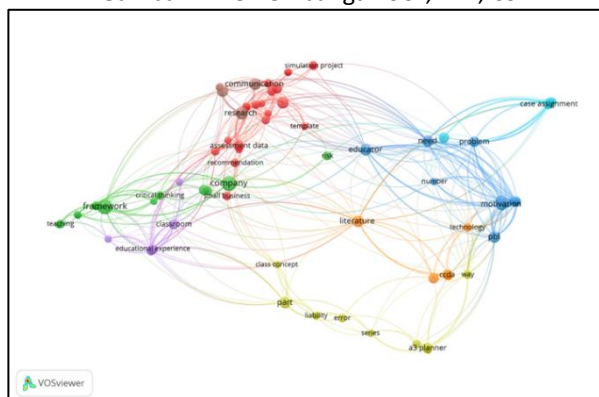 simulation project
communication
case assignment
research
template
need
problem
assessment data
educator
recommendation
risk
company
number
critical thinking
small business
framework
motivation
teaching
classroom
literature
technology
educational experience
pbl
class concept
ccda
way
part
liability
error
series
a3 planner
VOSviewer